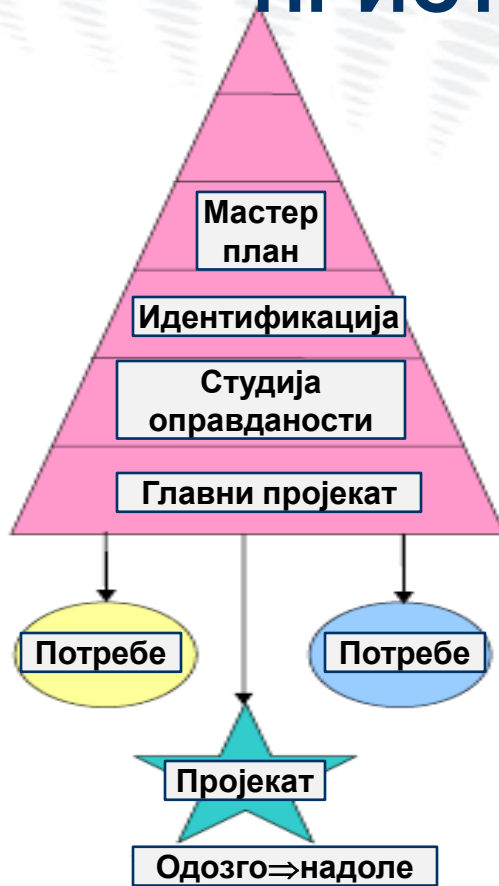 Мастер
план
Идентификација
Студија
оправданости
Главни пројекат
Потребе
Потребе
Пројекат
Одозго⇒надоле